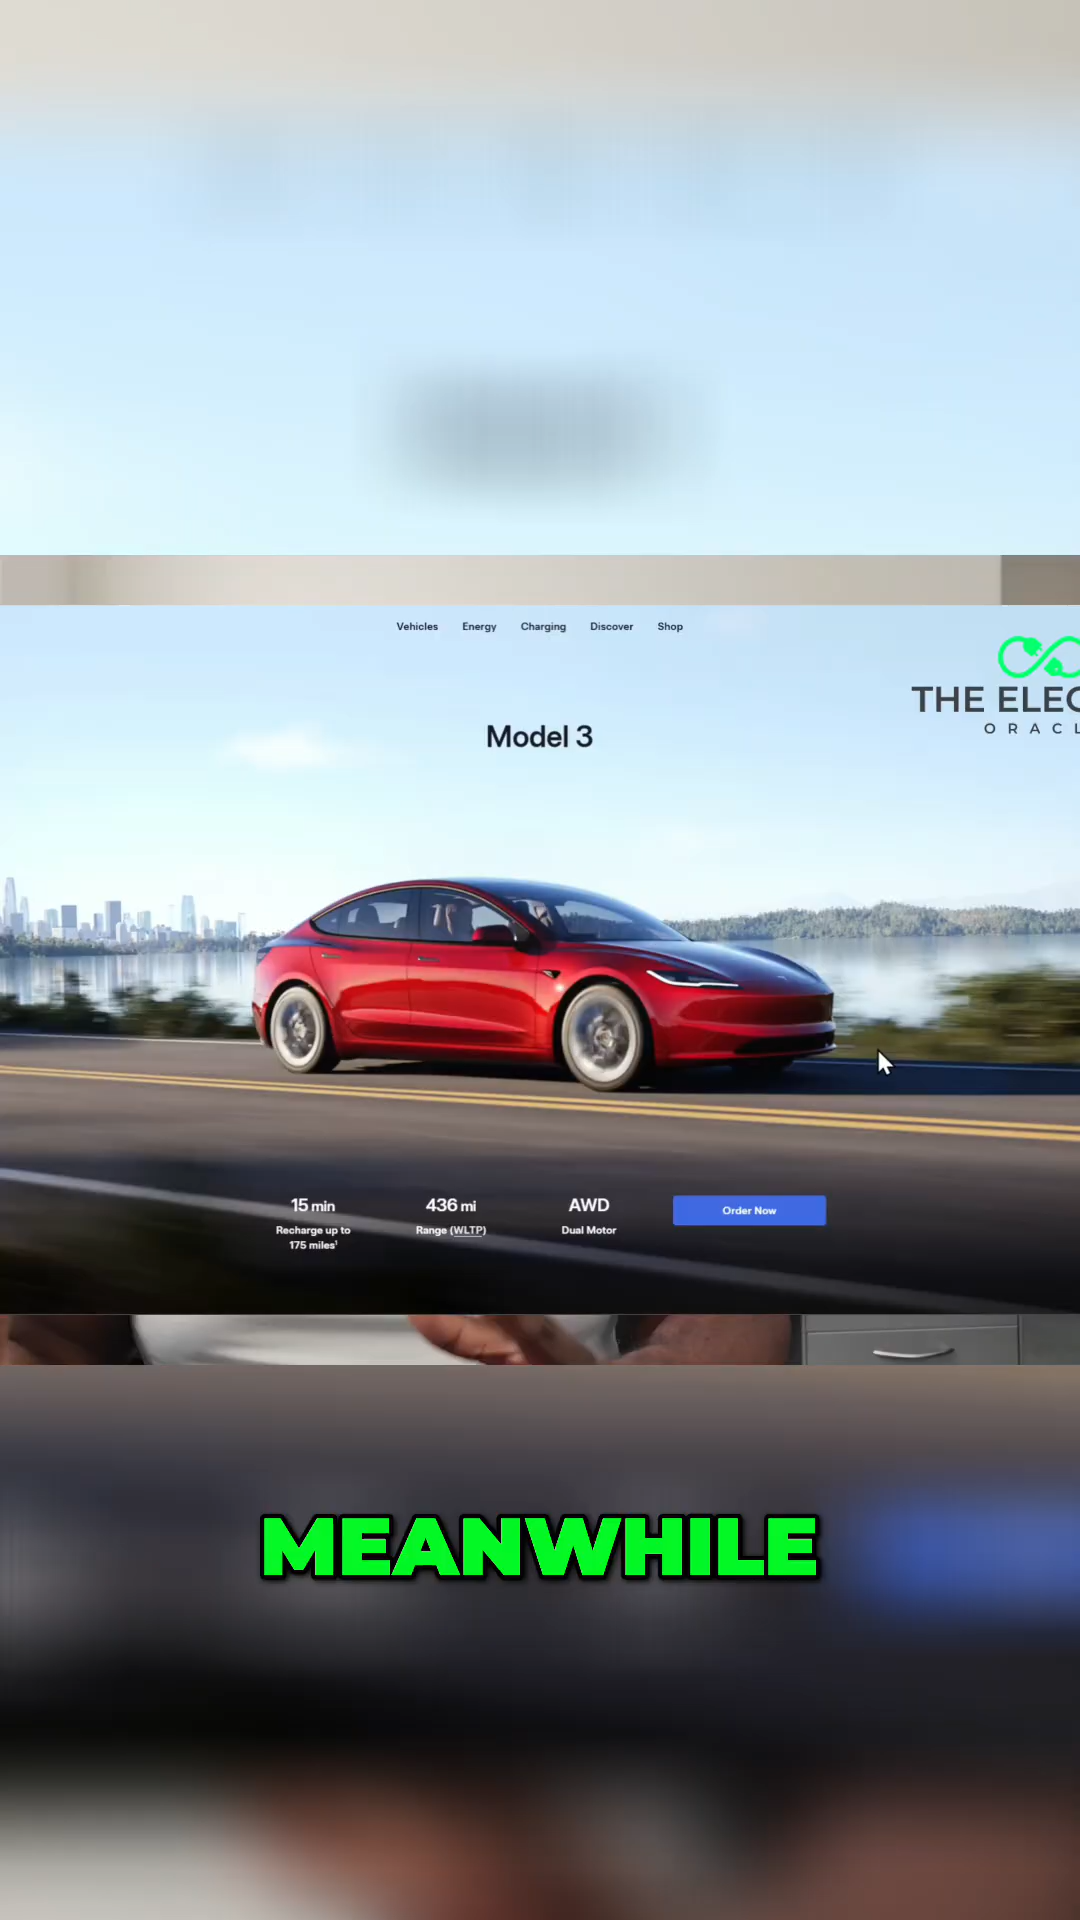 Vehicles Energy Charging Discover Shop
THE ELEC
ORACL
Model 3
15 min
Recharge up to
175 miles¹
436 mi
Range (WLTP)
AWD
Dual Motor
Order Now
MEANWHILE